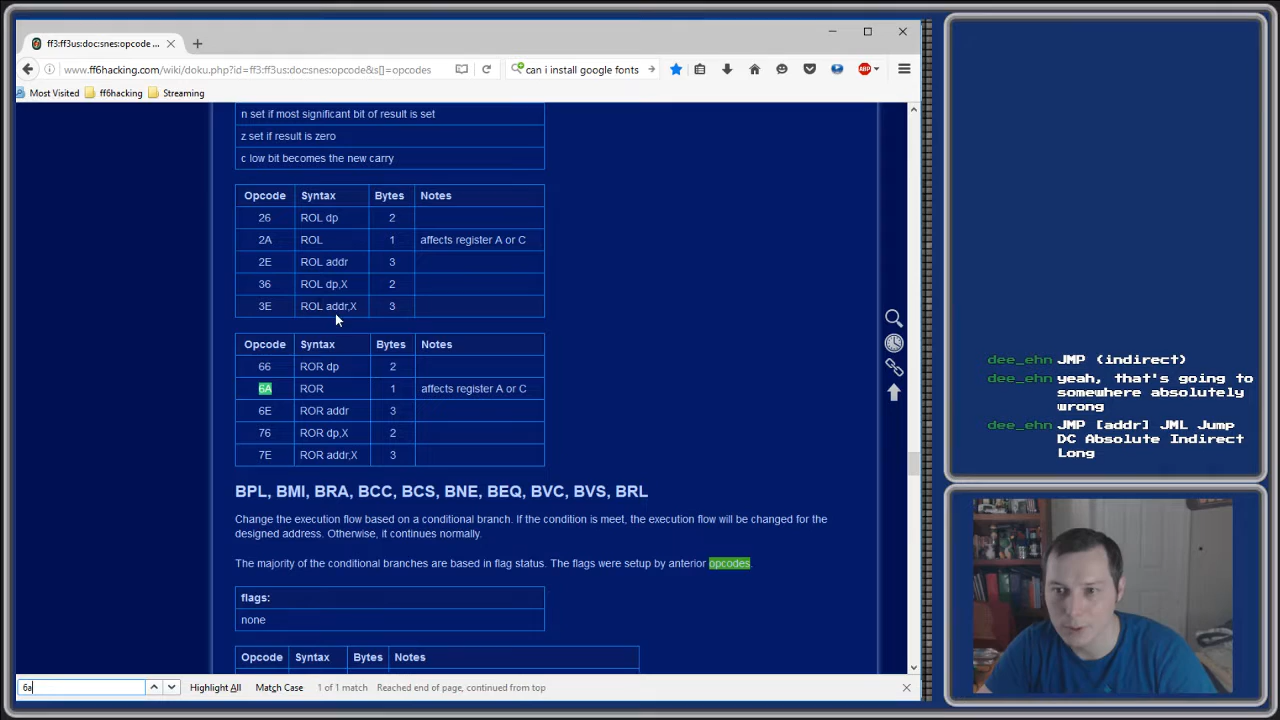 ff3:ff3us:doc:snes:opcode ...
www.ff6hacking.com/wiki/doku.php?id=ff3:ff3us:doc:snes:opcode&s[]=opcodes
can i install google fonts
ABP
Most Visited
ff6hacking
Streaming
n set if most significant bit of result is set
z set if result is zero
c low bit becomes the new carry
Opcode Syntax Bytes Notes
26 ROL dp 2
2A ROL 1 affects register A or C
2E ROL addr 3
36 ROL dp,X 2
3E ROL addr,X 3
Opcode Syntax Bytes Notes
66 ROR dp 2
6A ROR 1 affects register A or C
6E ROR addr 3
76 ROR dp,X 2
7E ROR addr,X 3
BPL, BMI, BRA, BCC, BCS, BNE, BEQ, BVC, BVS, BRL
Change the execution flow based on a conditional branch. If the condition is meet, the execution flow will be changed for the
designed address. Otherwise, it continues normally.
The majority of the conditional branches are based in flag status. The flags were setup by anterior opcodes.
flags:
none
Opcode Syntax Bytes Notes
6a
Highlight All
Match Case
1 of 1 match
Reached end of page, continued from top
dee_ehn JMP (indirect)
dee_ehn yeah, that's going to
somewhere absolutely
wrong
dee_ehn JMP [addr] JML Jump
DC Absolute Indirect
Long